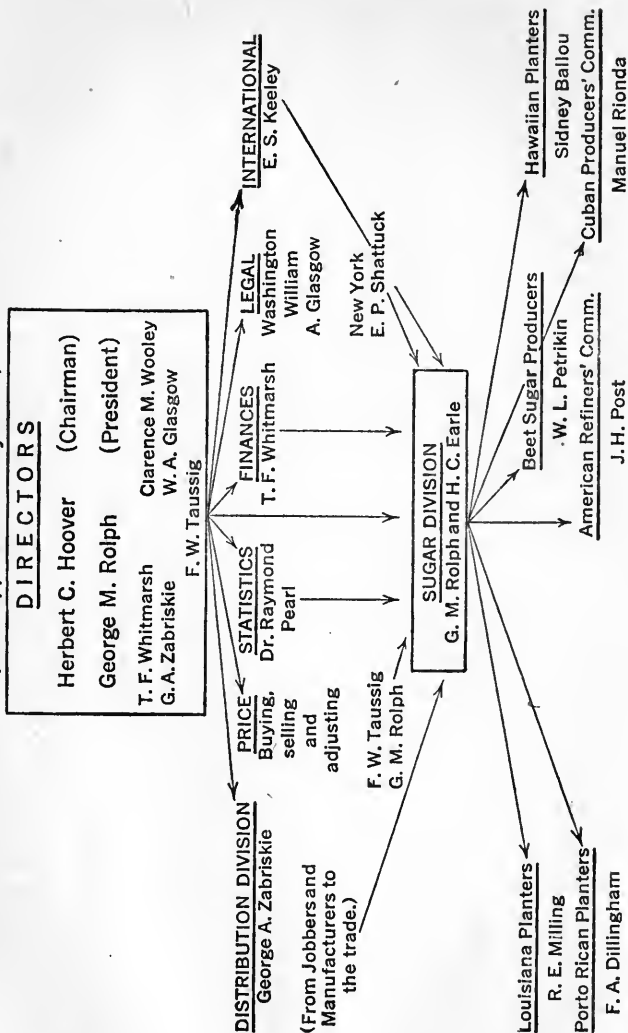 DIRECTORS
Herbert C. Hoover (Chairman)
George M. Rolph (President)
T. F. Whitmarsh Clarence M. Wooley
G. A. Zabriskie W. A. Glasgow
F. W. Taussig
DISTRIBUTION DIVISION
George A. Zabriskie
(From Jobbers and
Manufacturers to
the trade.)
PRICE
Buying,
selling
and
adjusting
F. W. Taussig
G. M. Rolph
STATISTICS
Dr. Raymond
Pearl
FINANCES
T. F. Whitmarsh
LEGAL
Washington
William
A. Glasgow
New York
E. P. Shattuck
INTERNATIONAL
E. S. Keeley
SUGAR DIVISION
G. M. Rolph and H. C. Earle
Louisiana Planters
R. E. Milling
Porto Rican Planters
F. A. Dillingham
American Refiners' Comm.
J. H. Post
Beet Sugar Producers
W. L. Petrikin
Cuban Producers' Comm.
Manuel Rionda
Hawaiian Planters
Sidney Ballou